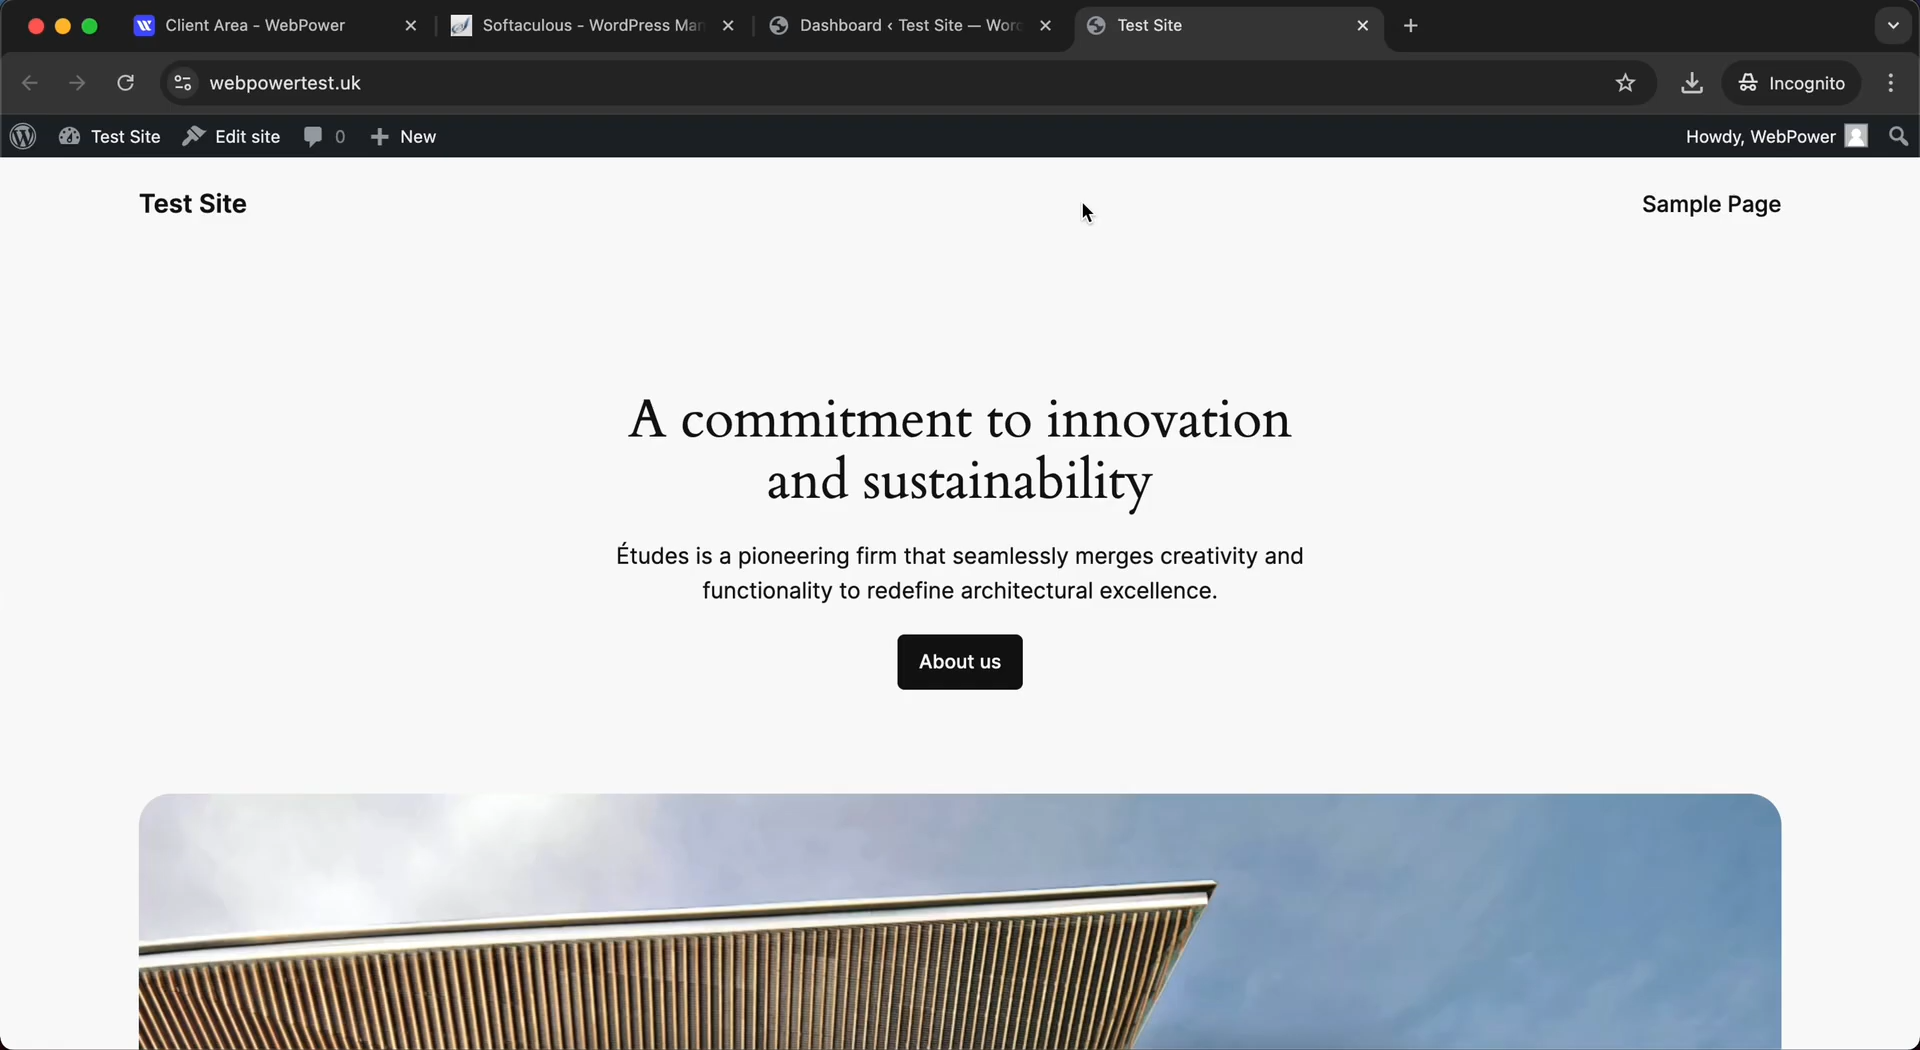 Client Area - WebPower
Softaculous - WordPress Man
Dashboard ‹ Test Site — Word
Test Site
webpowertest.uk
Incognito
Test Site
Edit site
0
New
Howdy, WebPower
Test Site
Sample Page
A commitment to innovation
and sustainability
Études is a pioneering firm that seamlessly merges creativity and
functionality to redefine architectural excellence.
About us